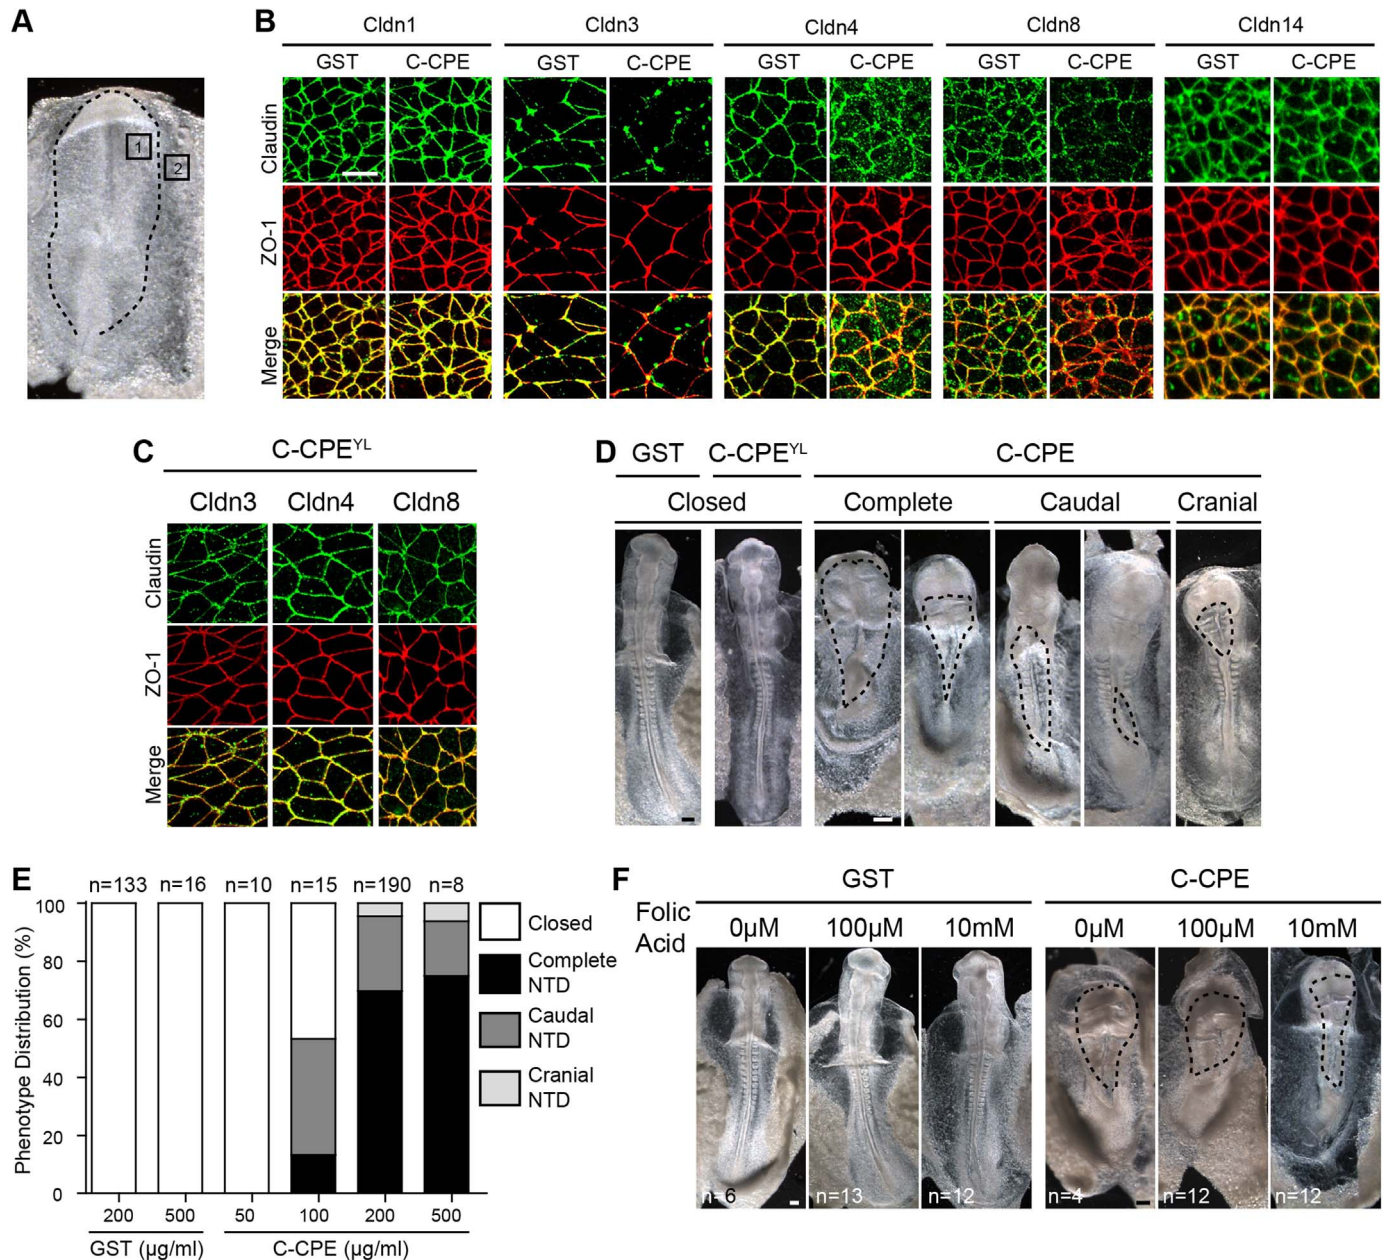 A
1
2
B
Cldn1 Cldn3 Cldn4 Cldn8 Cldn14
GST C-CPE GST C-CPE GST C-CPE GST C-CPE GST C-CPE
Claudin
ZO-1
Merge
C
C-CPEYL
Cldn3 Cldn4 Cldn8
Claudin
ZO-1
Merge
D
GST C-CPEYL C-CPE
Closed Complete Caudal Cranial
E
n=133 n=16 n=10 n=15 n=190 n=8
Phenotype Distribution (%)
100
80
60
40
20
0
200 500 50 100 200 500
GST (µg/ml) C-CPE (µg/ml)
Closed
Complete
NTD
Caudal
NTD
Cranial
NTD
F
GST C-CPE
Folic
Acid
0µM 100µM 10mM 0µM 100µM 10mM
n=6 n=13 n=12 n=4 n=12 n=12